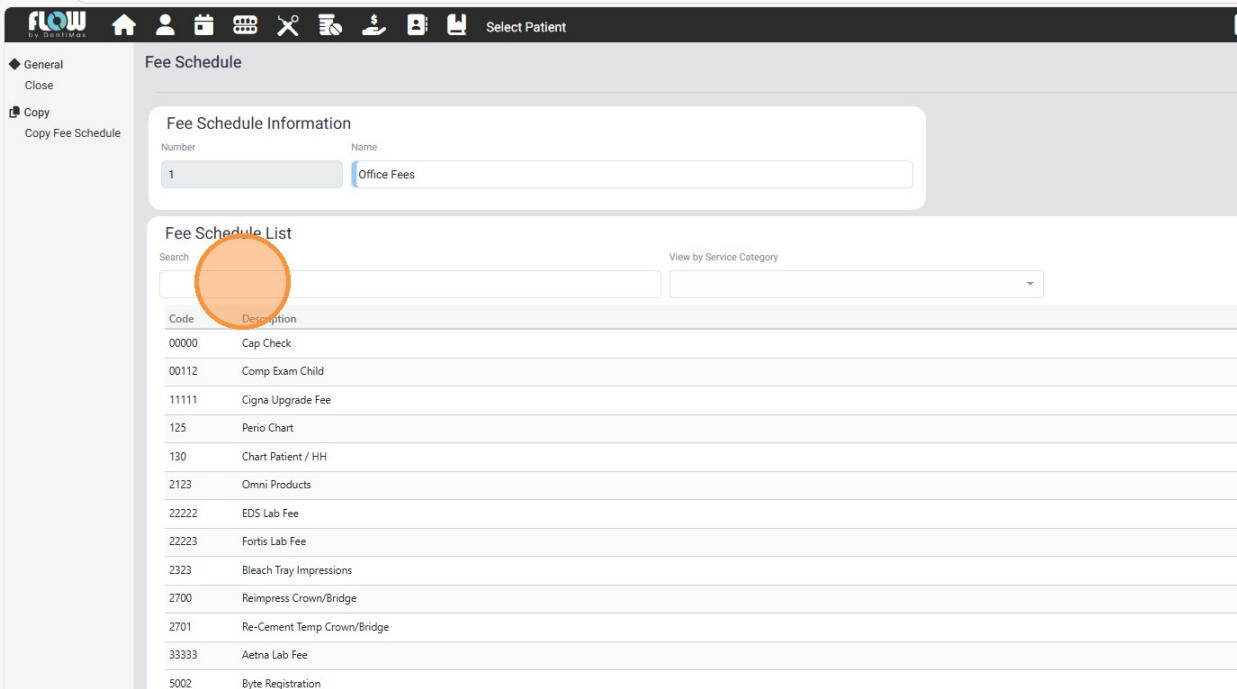 FLOW
by DentiMax
Select Patient
General
Close
Copy
Copy Fee Schedule
Fee Schedule
Fee Schedule Information
Number
Name
1
Office Fees
Fee Schedule List
Search
View by Service Category
Code Description
00000 Cap Check
00112 Comp Exam Child
11111 Cigna Upgrade Fee
125 Perio Chart
130 Chart Patient / HH
2123 Omni Products
22222 EDS Lab Fee
22223 Fortis Lab Fee
2323 Bleach Tray Impressions
2700 Reimpress Crown/Bridge
2701 Re-Cement Temp Crown/Bridge
33333 Aetna Lab Fee
5002 Byte Registration